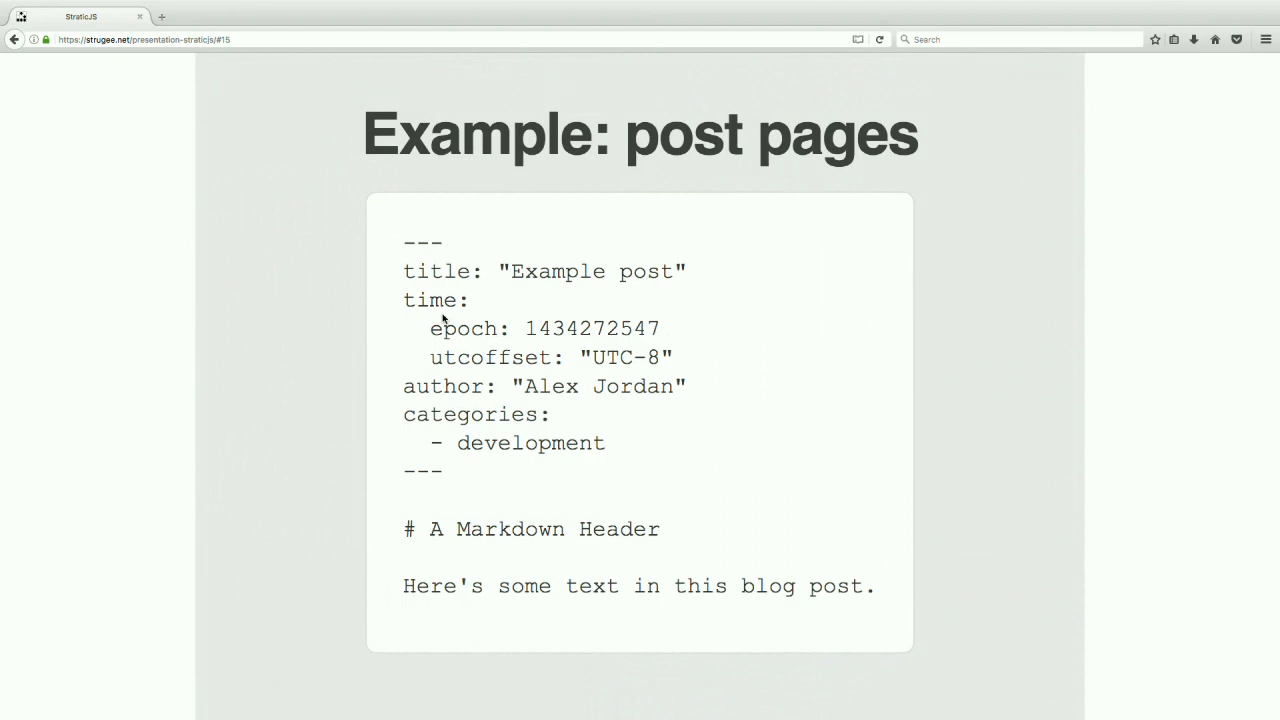 StraticJS
https://strugee.net/presentation-straticjs/#15
Search
Example: post pages
---
title: "Example post"
time:
  epoch: 1434272547
  utcoffset: "UTC-8"
author: "Alex Jordan"
categories:
  - development
---
# A Markdown Header
Here's some text in this blog post.